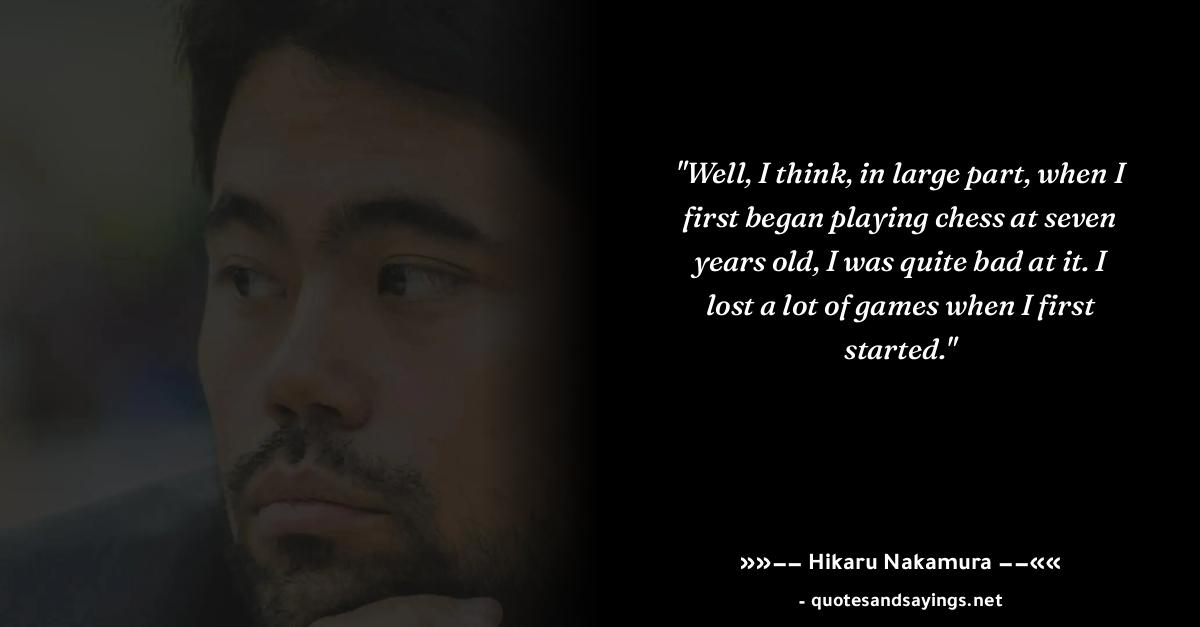 "Well, I think, in large part, when I
first began playing chess at seven
years old, I was quite bad at it. I
lost a lot of games when I first
started."
»»–– Hikaru Nakamura ––««
- quotesandsayings.net